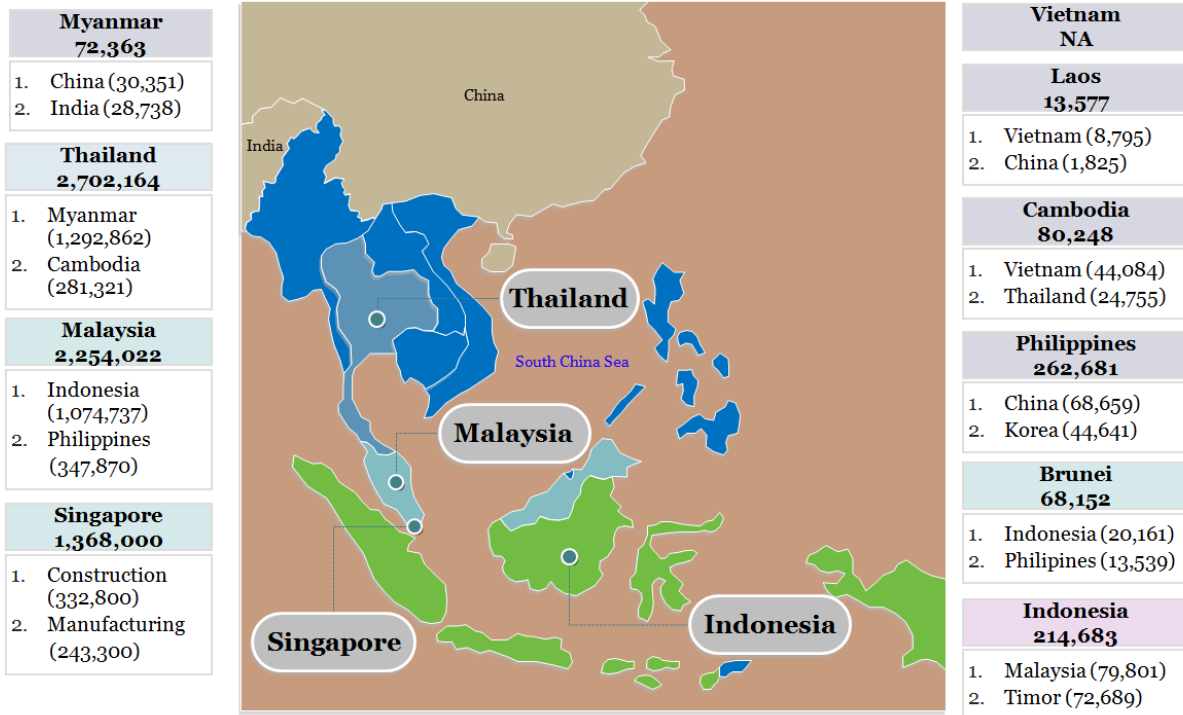 Myanmar
72,363
1. China (30,351)
2. India (28,738)
Thailand
2,702,164
1. Myanmar
(1,292,862)
2. Cambodia
(281,321)
Malaysia
2,254,022
1. Indonesia
(1,074,737)
2. Philippines
(347,870)
Singapore
1,368,000
1. Construction
(332,800)
2. Manufacturing
(243,300)
China
India
Thailand
South China Sea
Malaysia
Singapore
Indonesia
Vietnam
NA
Laos
13,577
1. Vietnam (8,795)
2. China (1,825)
Cambodia
80,248
1. Vietnam (44,084)
2. Thailand (24,755)
Philippines
262,681
1. China (68,659)
2. Korea (44,641)
Brunei
68,152
1. Indonesia (20,161)
2. Philipines (13,539)
Indonesia
214,683
1. Malaysia (79,801)
2. Timor (72,689)